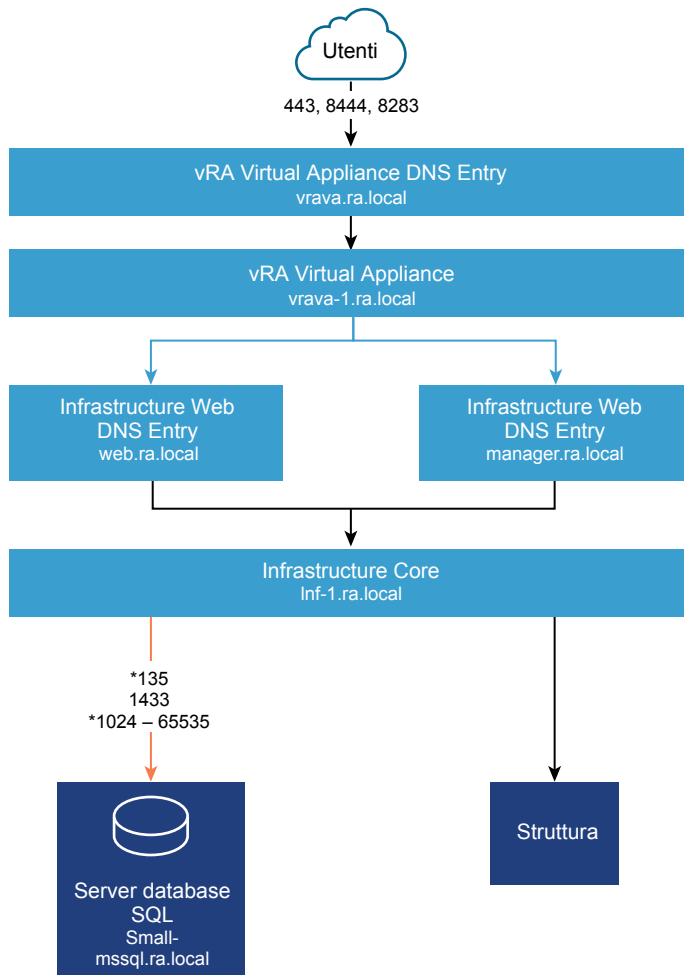 Utenti
443, 8444, 8283
vRA Virtual Appliance DNS Entry
vrava.ra.local
vRA Virtual Appliance
vrava-1.ra.local
Infrastructure Web
DNS Entry
web.ra.local
Infrastructure Web
DNS Entry
manager.ra.local
Infrastructure Core
Inf-1.ra.local
*135
1433
*1024 – 65535
Server database
SQL
Small-
mssql.ra.local
Struttura